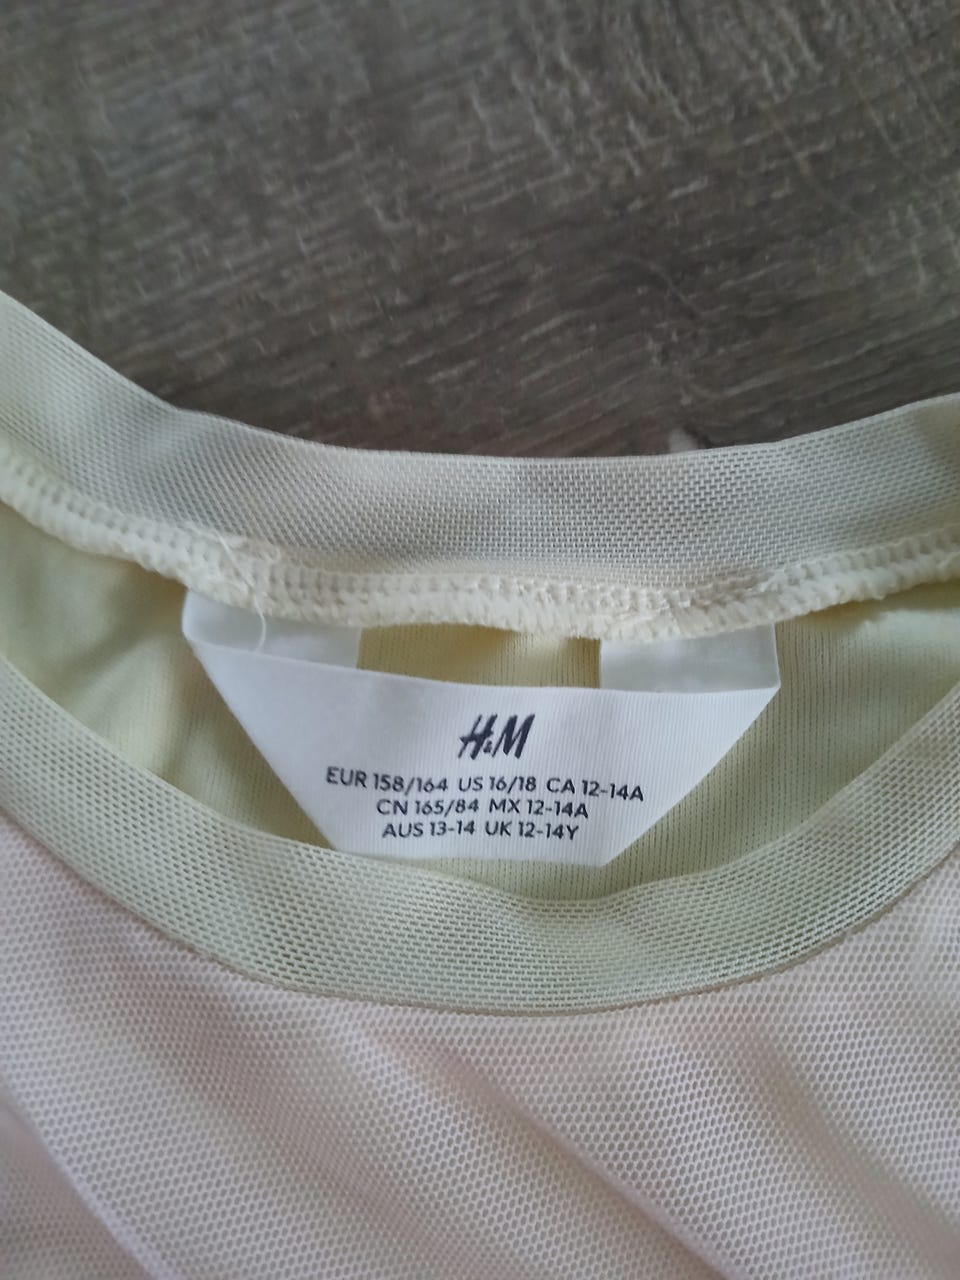 H&M
EUR 158/164 US 16/18 CA 12-14A
CN 165/84 MX 12-14A
AUS 13-14 UK 12-14Y